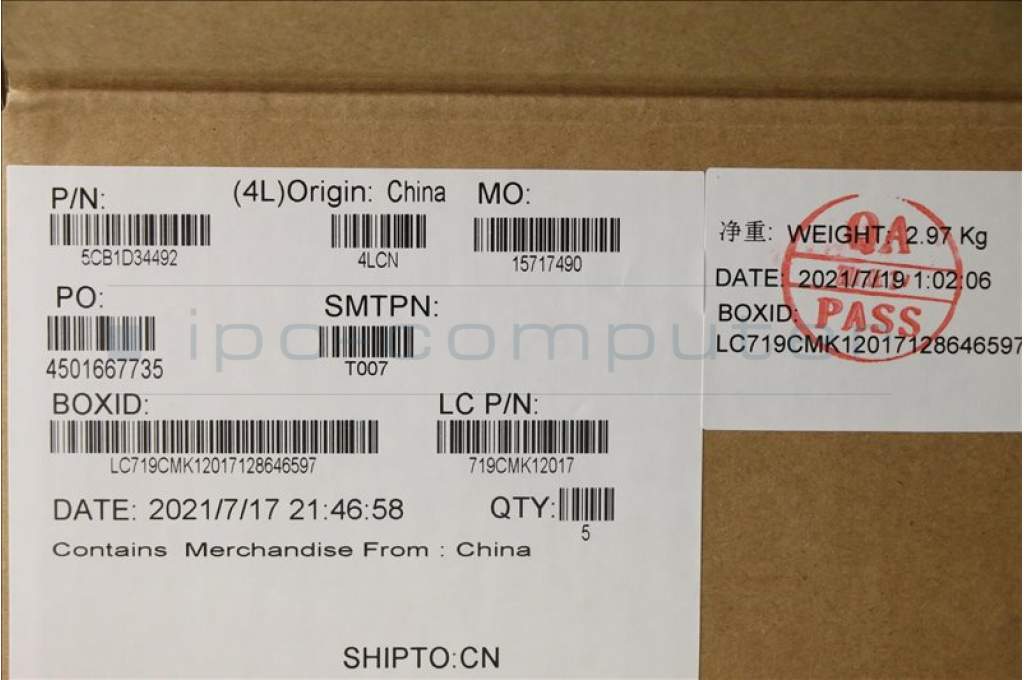 P/N:
5CB1D34492
(4L)Origin: China
4LCN
MO:
15717490
PO:
4501667735
SMTPN:
T007
BOXID:
LC719CMK12017128646597
LC P/N:
719CMK12017
DATE: 2021/7/17 21:46:58
QTY:
5
Contains Merchandise From : China
SHIPTO:CN
净重: WEIGHT: 2.97 Kg
DATE: 2021/7/19 1:02:06
BOXID:
LC719CMK12017128646597
QA
PASS
ipc-computer